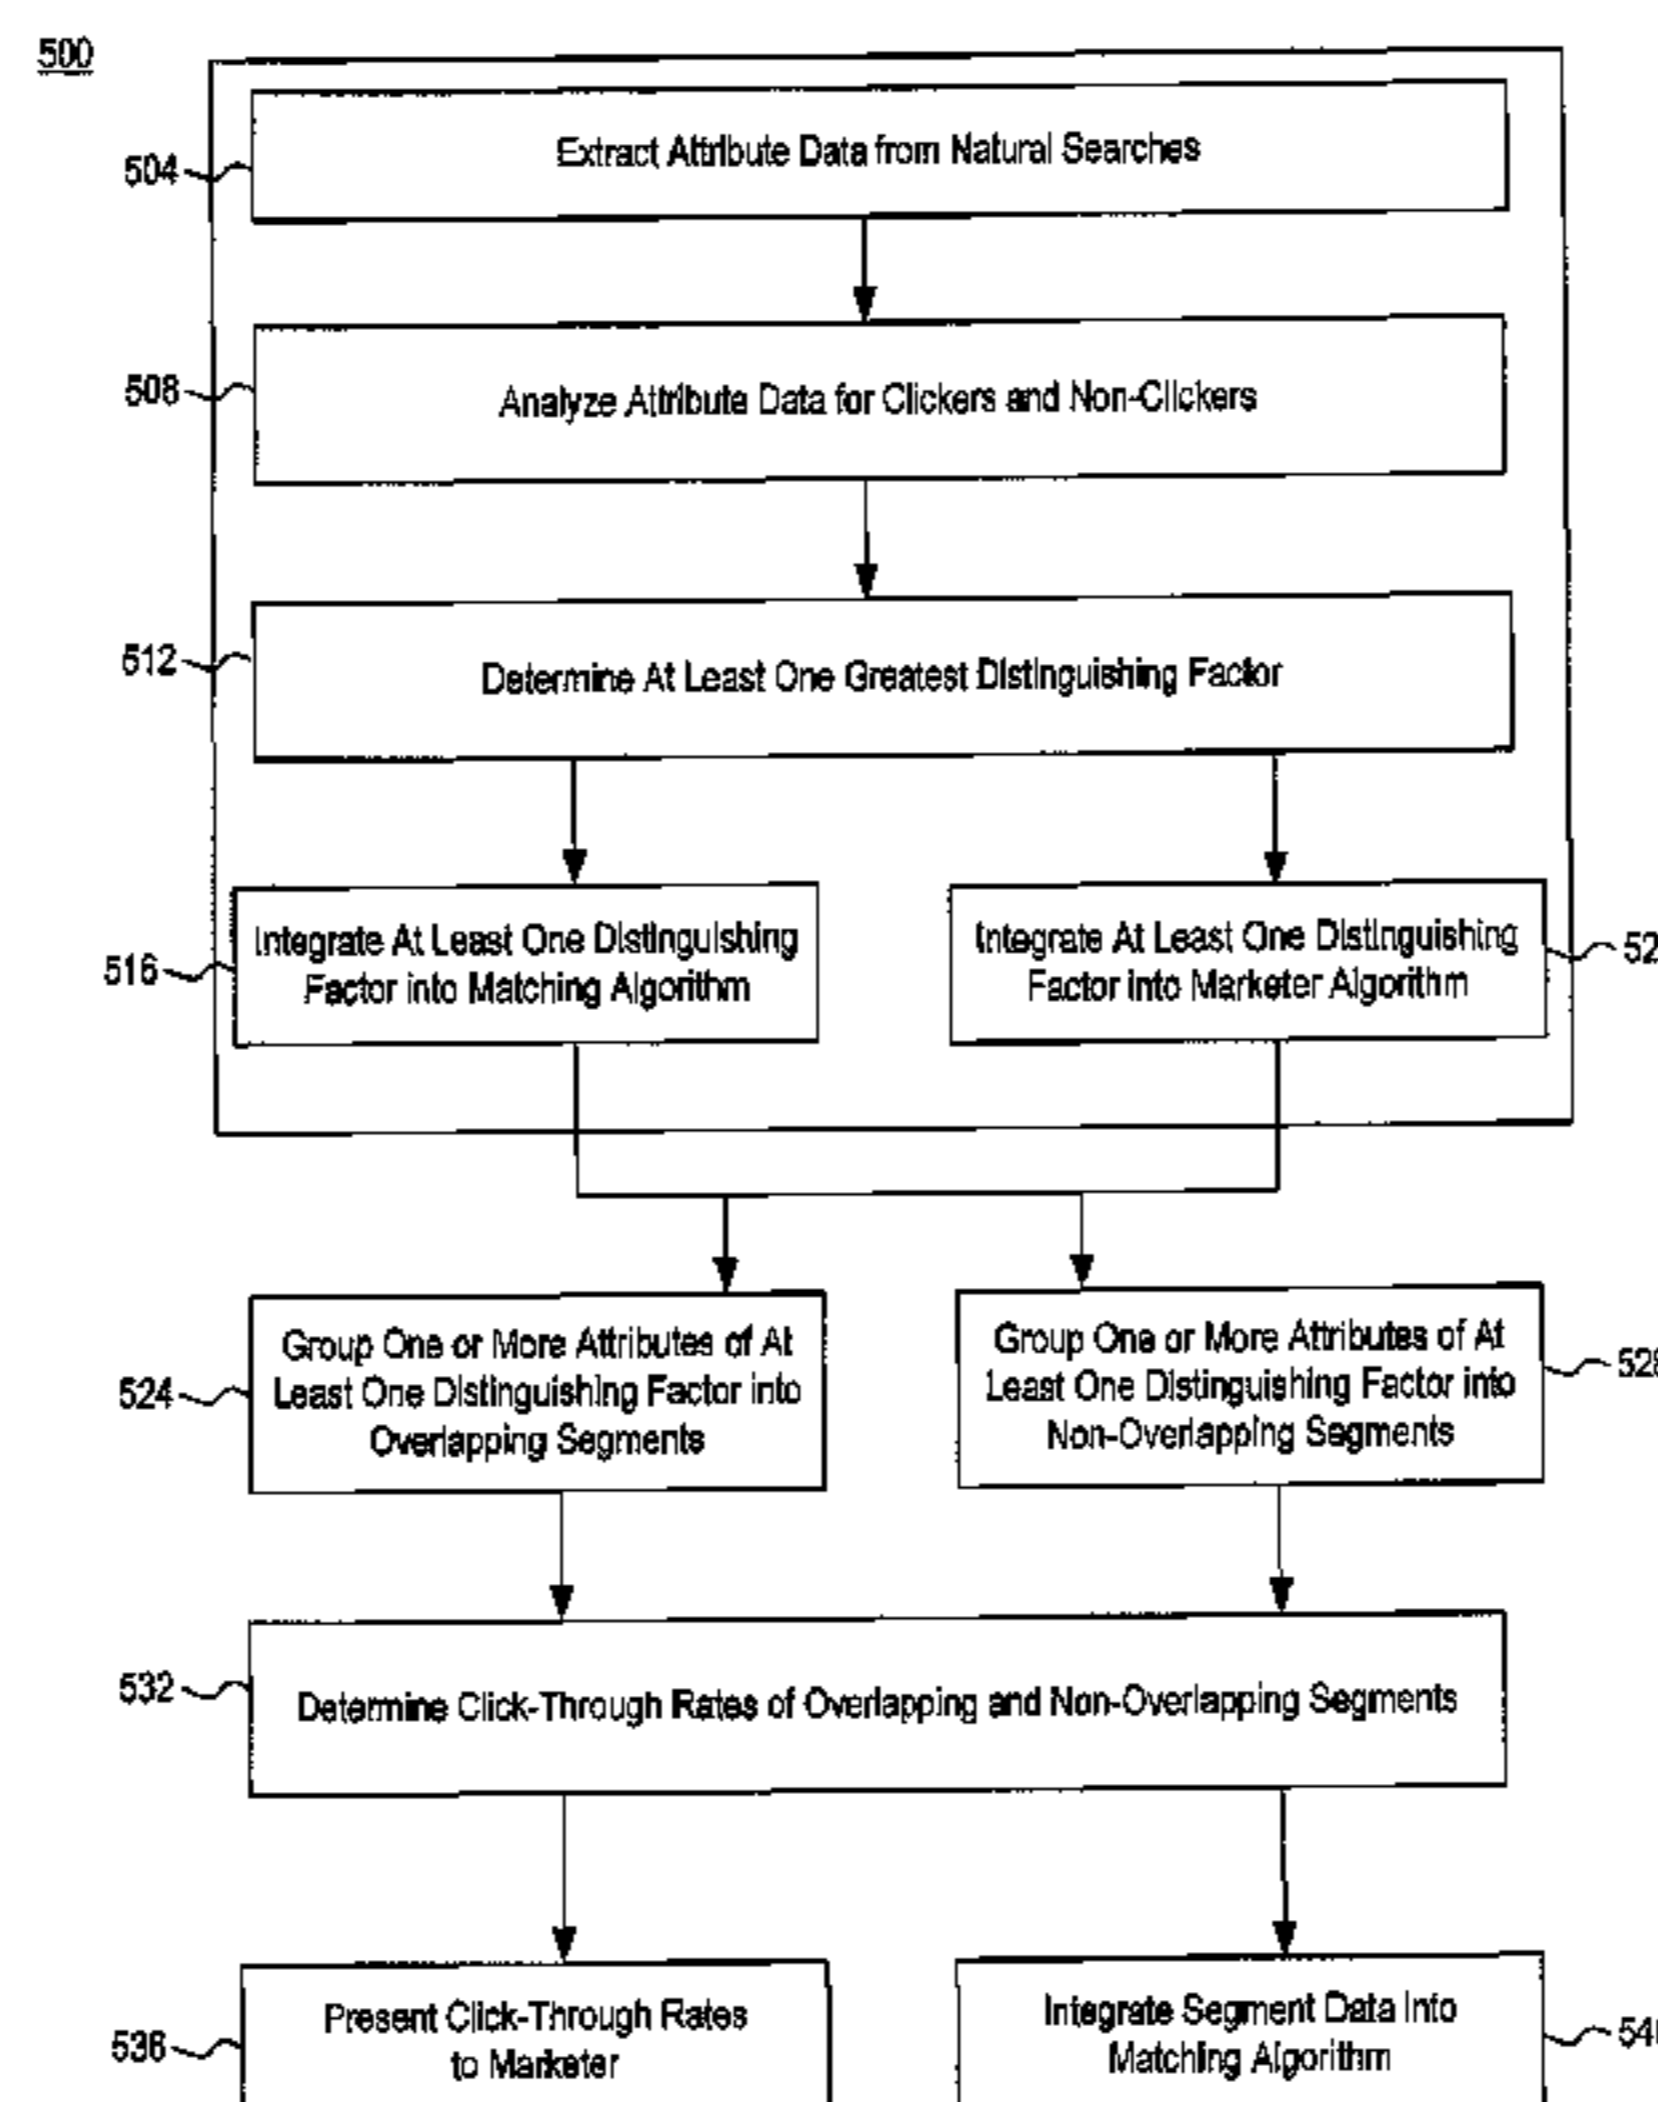 500
504
Extract Attribute Data from Natural Searches
508
Analyze Attribute Data for Clickers and Non-Clickers
512
Determine At Least One Greatest Distinguishing Factor
516
Integrate At Least One Distinguishing
Factor into Matching Algorithm
Integrate At Least One Distinguishing
Factor into Marketer Algorithm
52
524
Group One or More Attributes of At
Least One Distinguishing Factor into
Overlapping Segments
Group One or More Attributes of At
Least One Distinguishing Factor into
Non-Overlapping Segments
528
532
Determine Click-Through Rates of Overlapping and Non-Overlapping Segments
536
Present Click-Through Rates
to Marketer
Integrate Segment Data Into
Matching Algorithm
540